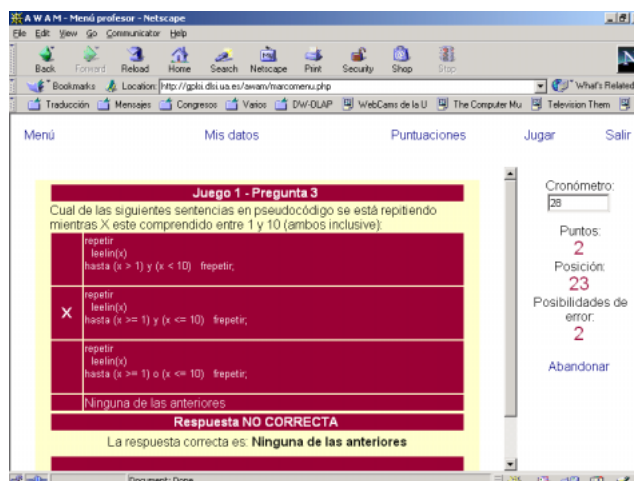 A W A M - Menú profesor - Netscape
File Edit View Go Communicator Help
Back Forward Reload Home Search Netscape Print Security Shop Stop
Bookmarks Location: http://gplsi.dlsi.ua.es/awam/marcomenu.php What's Related
Traducción Mensajes Congresos Varios DW-OLAP WebCams de la U The Computer Mu Television Them
Menú Mis datos Puntuaciones Jugar Salir
Juego 1 - Pregunta 3
Cual de las siguientes sentencias en pseudocódigo se está repitiendo
mientras X este comprendido entre 1 y 10 (ambos inclusive):
repetir
leelin(x)
hasta (x > 1) y (x < 10) frepetir;
X
repetir
leelin(x)
hasta (x >= 1) y (x <= 10) frepetir;
repetir
leelin(x)
hasta (x >= 1) o (x <= 10) frepetir;
Ninguna de las anteriores
Respuesta NO CORRECTA
La respuesta correcta es: Ninguna de las anteriores
Cronómetro:
28
Puntos:
2
Posición:
23
Posibilidades de
error:
2
Abandonar
Document: Done